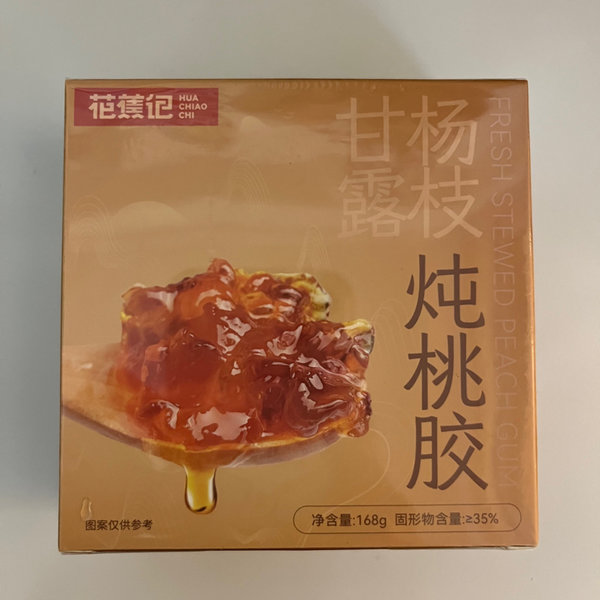 花蕉记
HUA
CHIAO
CHI
杨枝
甘露
炖桃胶
FRESH STEWED PEACH GUM
图案仅供参考
净含量:168g 固形物含量:≥35%